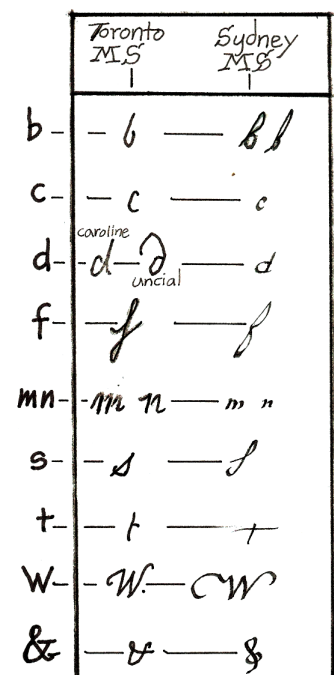 Toronto MS Sydney MS
b b b b
c c c
caroline
d d d d
uncial
f f f
mn m n m n
s s s
t t t
W W W
& & &